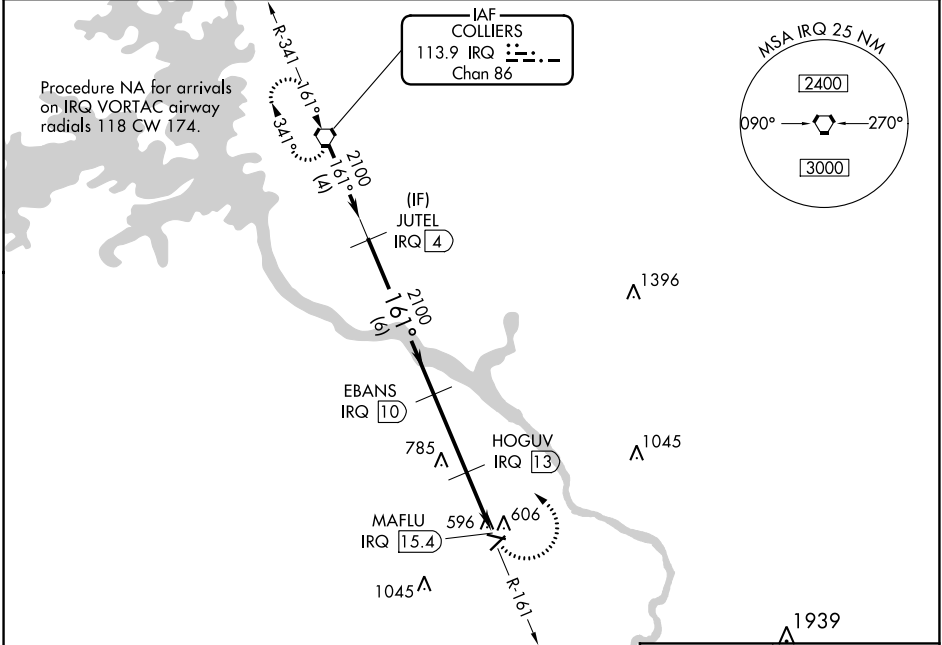 IAF
COLLIERS
113.9 IRQ
Chan 86
Procedure NA for arrivals
on IRQ VORTAC airway
radials 118 CW 174.
MSA IRQ 25 NM
2400
090°
270°
3000
R-341
161°
341°
2100
161°
(4)
(IF)
JUTEL
IRQ 4
2100
161°
(6)
1396
EBANS
IRQ 10
785
HOGUV
IRQ 13
1045
MAFLU
IRQ 15.4
596
606
1045
R-161
1939